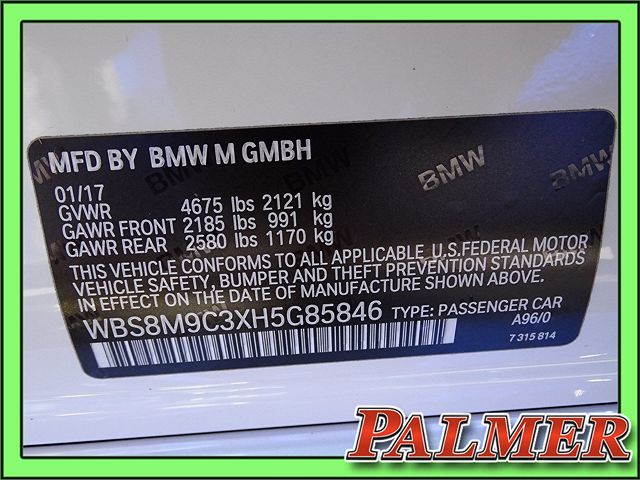 MFD BY BMW M GMBH
BMW
BMW
01/17
GVWR 4675 lbs 2121 kg
GAWR FRONT 2185 lbs 991 kg
GAWR REAR 2580 lbs 1170 kg
THIS VEHICLE CONFORMS TO ALL APPLICABLE U.S.FEDERAL MOTOR
VEHICLE SAFETY, BUMPER AND THEFT PREVENTION STANDARDS
IN EFFECT ON THE DATE OF MANUFACTURE SHOWN ABOVE.
WBS8M9C3XH5G85846 TYPE: PASSENGER CAR
A96/0
7 315 814
PALMER